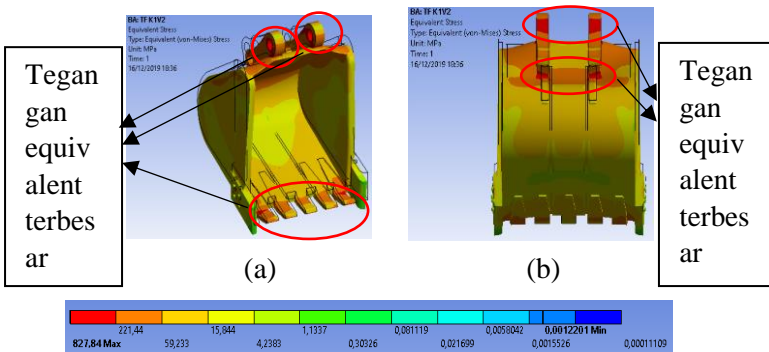 BA: TF K1V2
Equivalent Stress
Type: Equivalent (von-Mises) Stress
Unit: MPa
Time: 1
16/12/2019 18:36
Tegan
gan
equiv
alent
terbes
ar
(a)
BA: TF K1V2
Equivalent Stress
Type: Equivalent (von-Mises) Stress
Unit: MPa
Time: 1
16/12/2019 18:36
Tegan
gan
equiv
alent
terbes
ar
(b)
221,44 15,844 1,1337 0,081119 0,0058042 0,0012201 Min
827,84 Max 59,233 4,2383 0,30326 0,021699 0,0015526 0,00011109